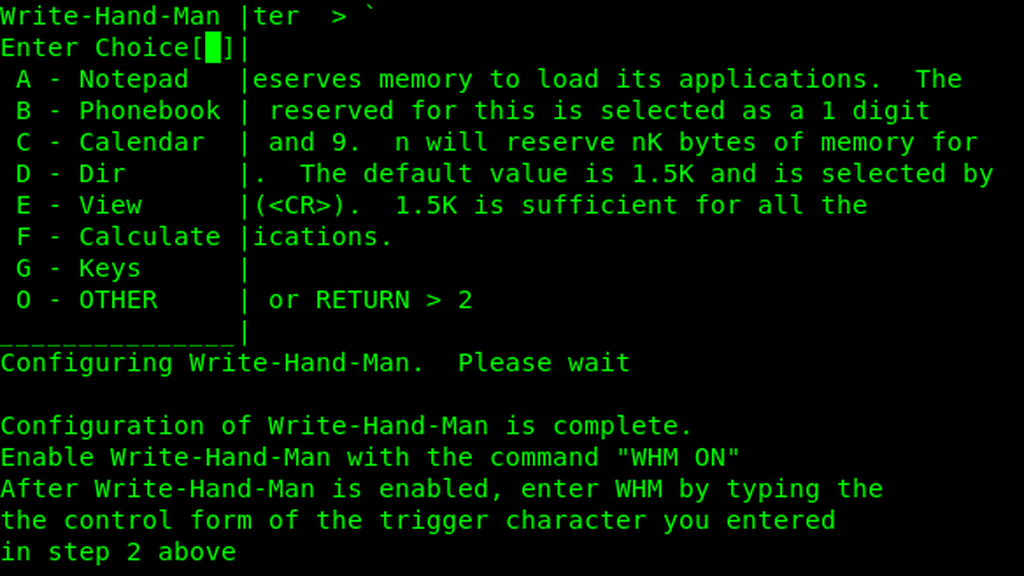 Write-Hand-Man |ter  > `
Enter Choice[ ]|
 A - Notepad   |eserves memory to load its applications.  The
 B - Phonebook | reserved for this is selected as a 1 digit
 C - Calendar  | and 9.  n will reserve nK bytes of memory for
 D - Dir       |.  The default value is 1.5K and is selected by
 E - View      |(<CR>).  1.5K is sufficient for all the
 F - Calculate |ications.
 G - Keys      |
 O - OTHER     | or RETURN > 2
_______________|
Configuring Write-Hand-Man.  Please wait

Configuration of Write-Hand-Man is complete.
Enable Write-Hand-Man with the command "WHM ON"
After Write-Hand-Man is enabled, enter WHM by typing the
the control form of the trigger character you entered
in step 2 above